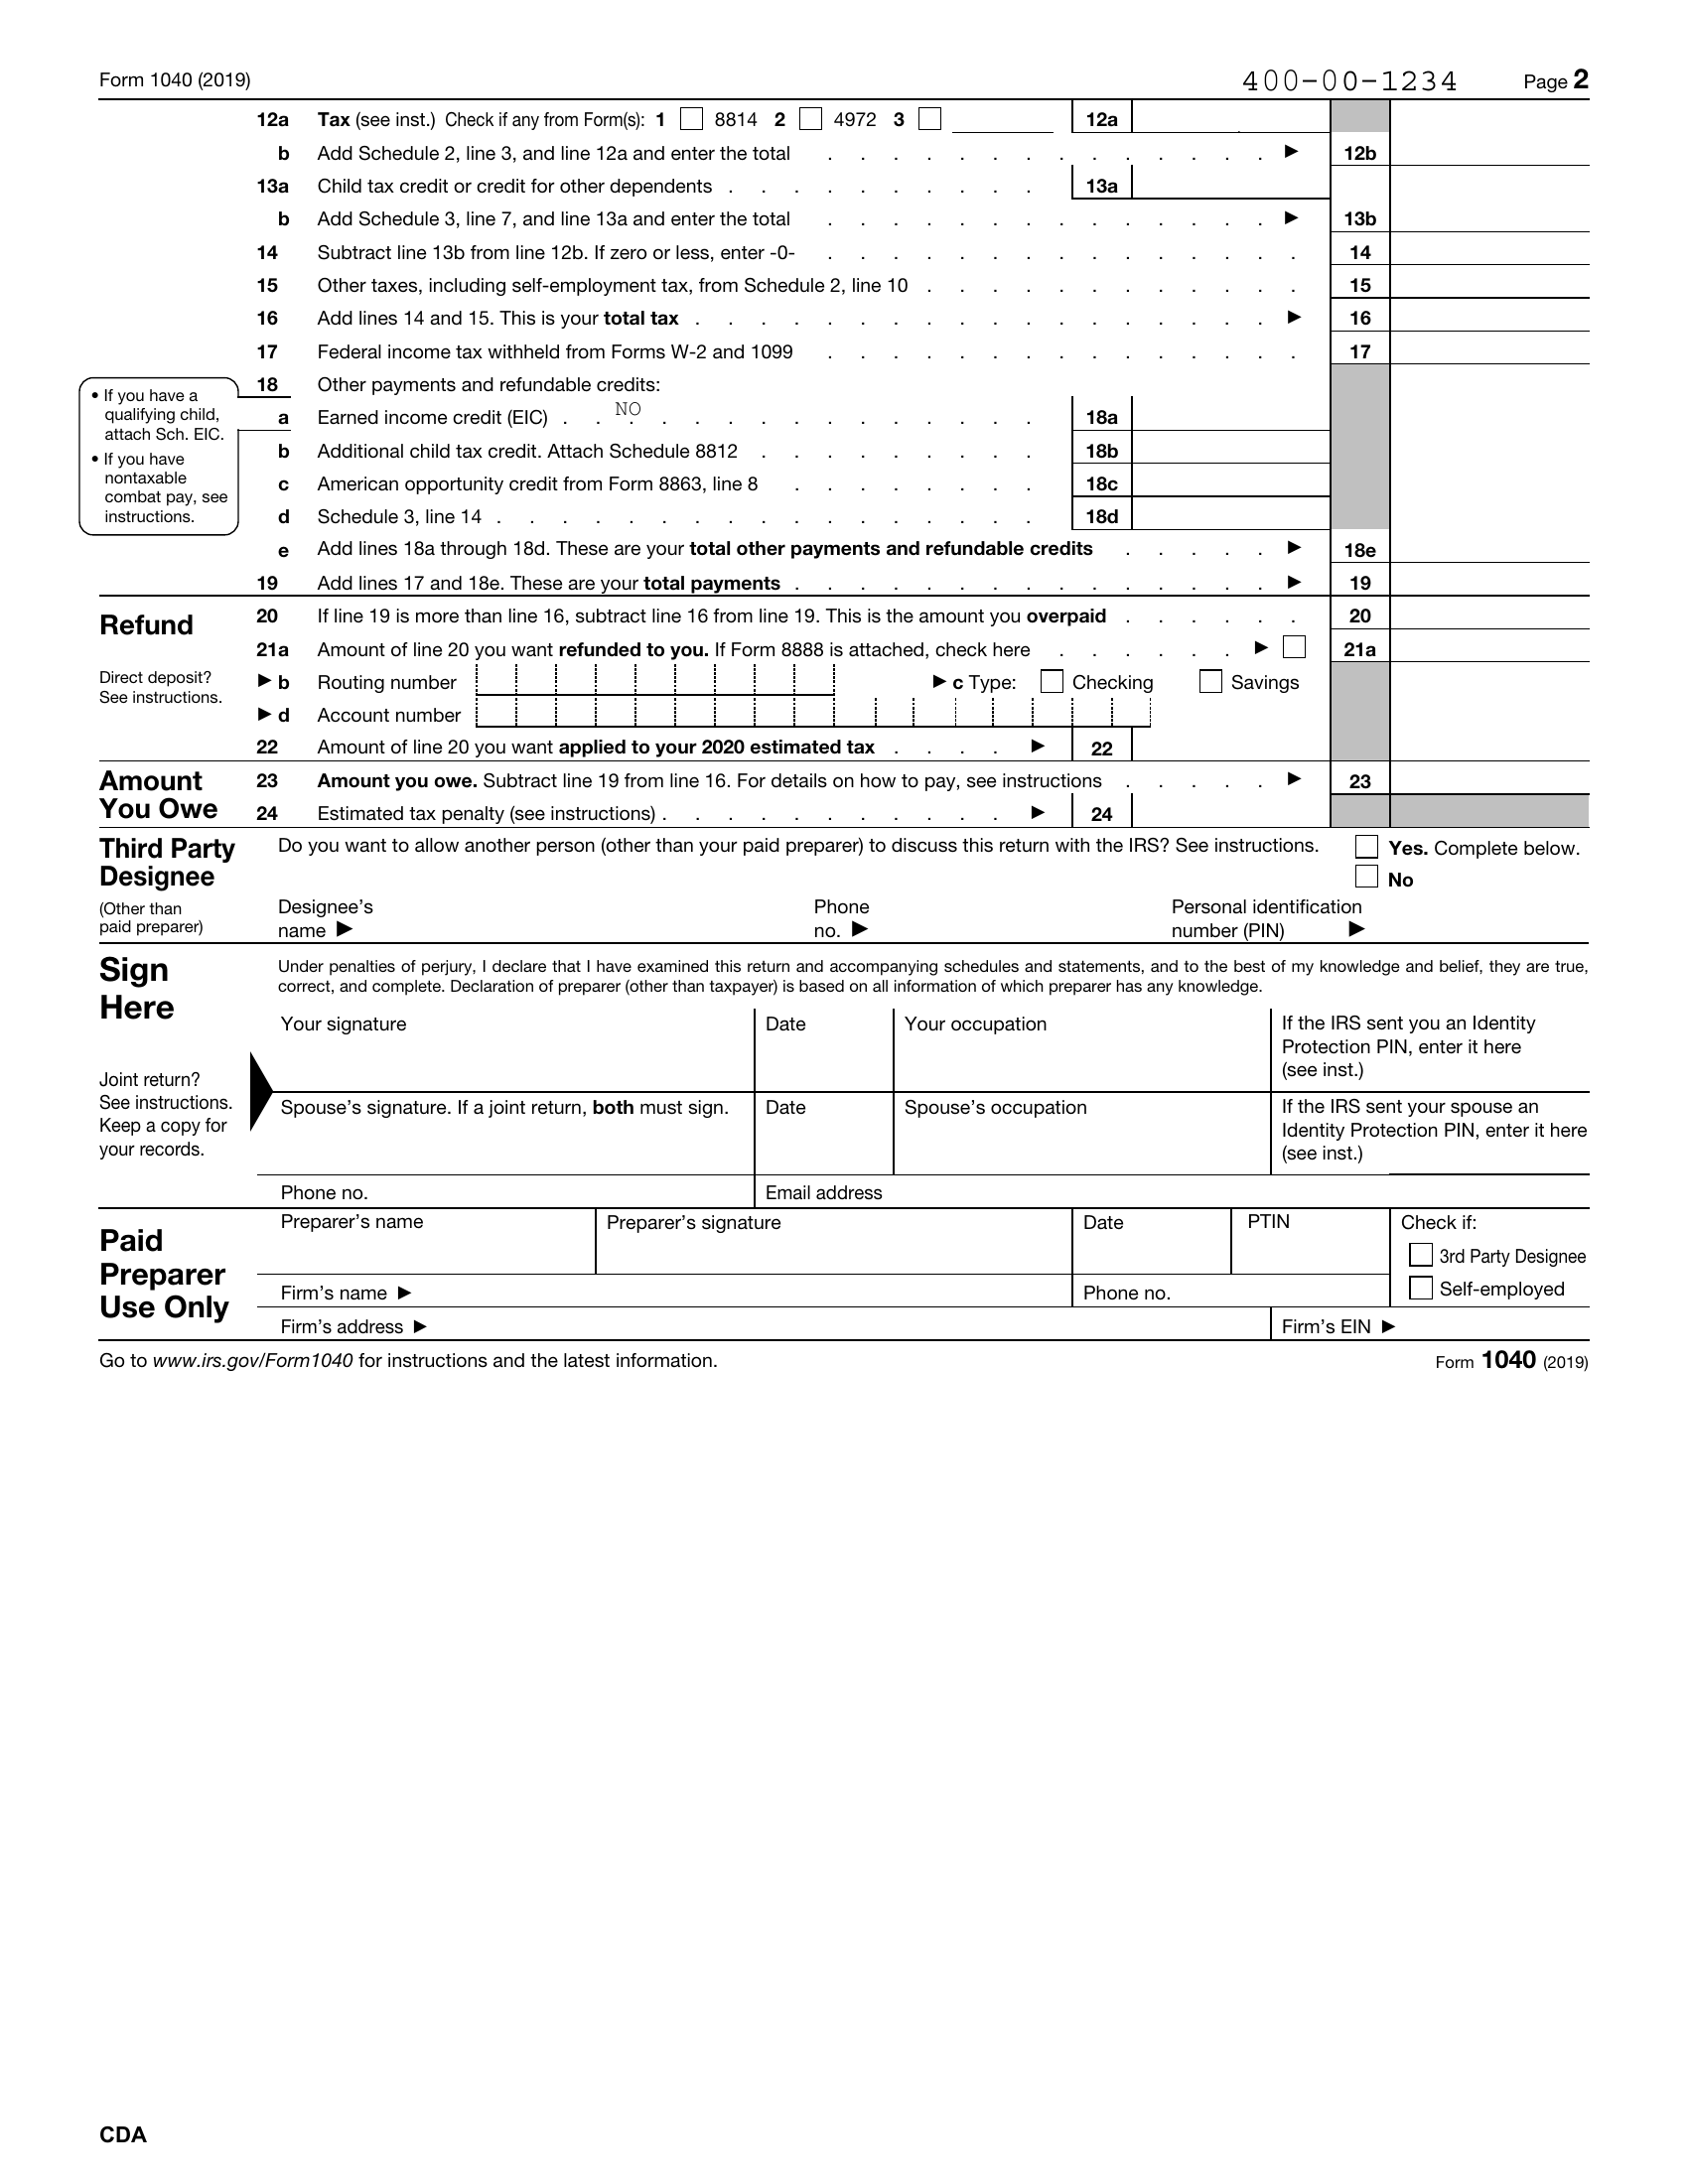 Form 1040 (2019) 400-00-1234 Page 2
12a Tax (see inst.) Check if any from Form(s): 1 8814 2 4972 3 12a
b Add Schedule 2, line 3, and line 12a and enter the total . . . . . . . . . . . . . . ▶ 12b
13a Child tax credit or credit for other dependents . . . . . . . . . . 13a
b Add Schedule 3, line 7, and line 13a and enter the total . . . . . . . . . . . . . . ▶ 13b
14 Subtract line 13b from line 12b. If zero or less, enter -0- . . . . . . . . . . . . . . . 14
15 Other taxes, including self-employment tax, from Schedule 2, line 10 . . . . . . . . . . . . 15
16 Add lines 14 and 15. This is your total tax . . . . . . . . . . . . . . . . . . ▶ 16
17 Federal income tax withheld from Forms W-2 and 1099 . . . . . . . . . . . . . . . 17
18 Other payments and refundable credits:
a Earned income credit (EIC) . . NO . . . . . . . . . . . . . 18a
b Additional child tax credit. Attach Schedule 8812 . . . . . . . . . 18b
c American opportunity credit from Form 8863, line 8 . . . . . . . . 18c
d Schedule 3, line 14 . . . . . . . . . . . . . . . . . 18d
e Add lines 18a through 18d. These are your total other payments and refundable credits . . . . . ▶ 18e
19 Add lines 17 and 18e. These are your total payments . . . . . . . . . . . . . . . ▶ 19
• If you have a
qualifying child,
attach Sch. EIC.
• If you have
nontaxable
combat pay, see
instructions.
Refund
Direct deposit?
See instructions.
20 If line 19 is more than line 16, subtract line 16 from line 19. This is the amount you overpaid . . . . . . 20
21a Amount of line 20 you want refunded to you. If Form 8888 is attached, check here . . . . . . ▶ 21a
▶ b Routing number ▶ c Type: Checking Savings
▶ d Account number
22 Amount of line 20 you want applied to your 2020 estimated tax . . . . ▶ 22
Amount
You Owe
23 Amount you owe. Subtract line 19 from line 16. For details on how to pay, see instructions . . . . . ▶ 23
24 Estimated tax penalty (see instructions) . . . . . . . . . . . ▶ 24
Third Party
Designee
(Other than
paid preparer)
Do you want to allow another person (other than your paid preparer) to discuss this return with the IRS? See instructions.
Yes. Complete below.
No
Designee's
name ▶
Phone
no. ▶
Personal identification
number (PIN) ▶
Sign
Here
Joint return?
See instructions.
Keep a copy for
your records.
Under penalties of perjury, I declare that I have examined this return and accompanying schedules and statements, and to the best of my knowledge and belief, they are true,
correct, and complete. Declaration of preparer (other than taxpayer) is based on all information of which preparer has any knowledge.
Your signature
Date
Your occupation
If the IRS sent you an Identity
Protection PIN, enter it here
(see inst.)
Spouse's signature. If a joint return, both must sign.
Date
Spouse's occupation
If the IRS sent your spouse an
Identity Protection PIN, enter it here
(see inst.)
Phone no.
Email address
Paid
Preparer
Use Only
Preparer's name
Preparer's signature
Date
PTIN
Check if:
3rd Party Designee
Self-employed
Firm's name ▶
Phone no.
Firm's address ▶
Firm's EIN ▶
Go to www.irs.gov/Form1040 for instructions and the latest information. Form 1040 (2019)
CDA